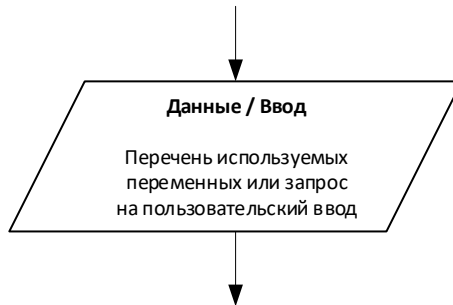 Данные / Ввод
Перечень используемых
переменных или запрос
на пользовательский ввод